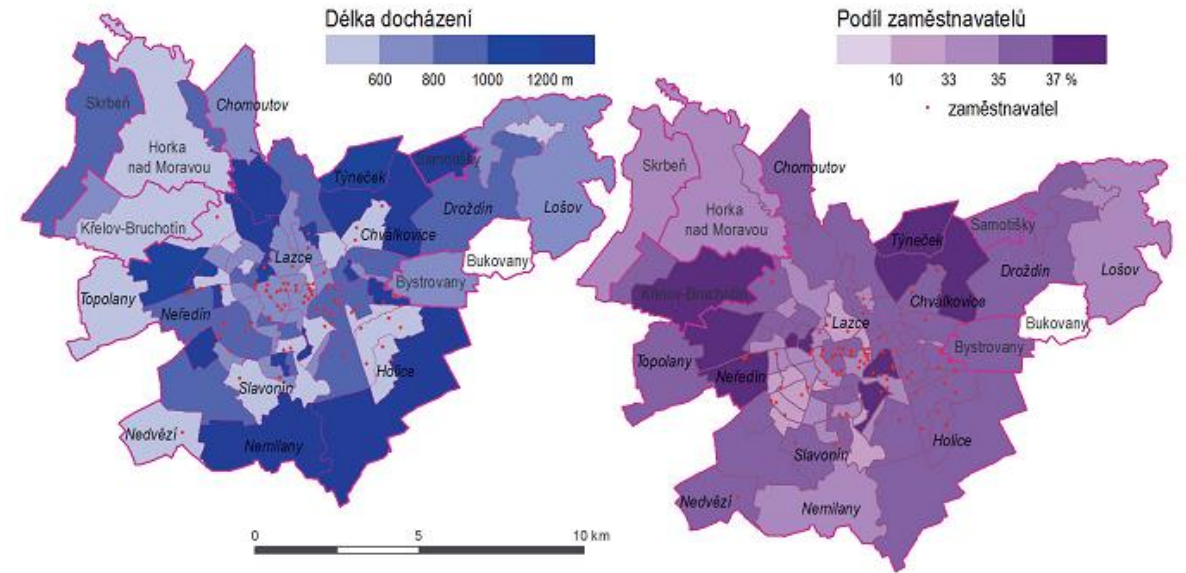 Délka docházení
600 800 1000 1200 m
Skrbeň
Chomoutov
Horka
nad Moravou
Týneček
Samotišky
Droždín
Lošov
Křelov-Bruchotín
Chválkovice
Lazce
Bukovany
Bystrovany
Topolany
Neředín
Holice
Slavonín
Nedvězí
Nemilany
0 5 10 km
Podíl zaměstnavatelů
10 33 35 37 %
zaměstnavatel
Skrbeň
Chomoutov
Horka
nad Moravou
Týneček
Samotišky
Droždín
Lošov
Křelov-Bruchotín
Chválkovice
Lazce
Bukovany
Bystrovany
Topolany
Neředín
Holice
Slavonín
Nedvězí
Nemilany